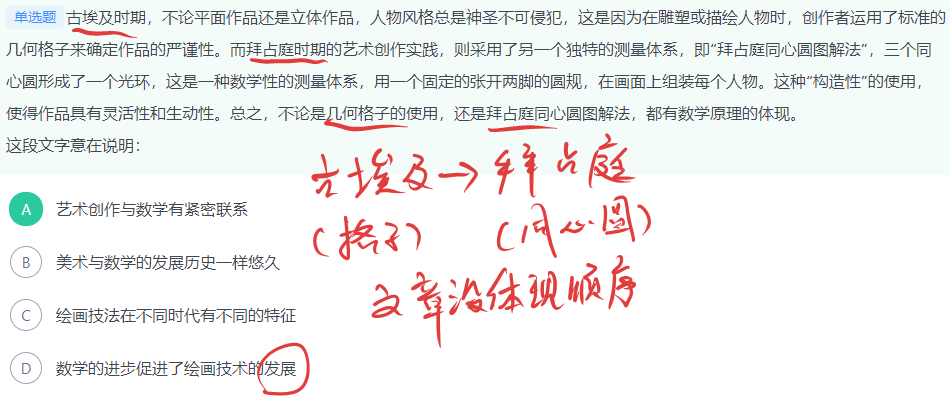 单选题 古埃及时期，不论平面作品还是立体作品，人物风格总是神圣不可侵犯，这是因为在雕塑或描绘人物时，创作者运用了标准的
几何格子来确定作品的严谨性。而拜占庭时期的艺术创作实践，则采用了另一个独特的测量体系，即“拜占庭同心圆图解法”，三个同
心圆形成了一个光环，这是一种数学性的测量体系，用一个固定的张开两脚的圆规，在画面上组装每个人物。这种“构造性”的使用，
使得作品具有灵活性和生动性。总之，不论是几何格子的使用，还是拜占庭同心圆图解法，都有数学原理的体现。
这段文字意在说明：
古埃及→拜占庭
A 艺术创作与数学有紧密联系
(格子) (同心圆)
B 美术与数学的发展历史一样悠久
文章没体现顺序
C 绘画技法在不同时代有不同的特征
D 数学的进步促进了绘画技术的发展